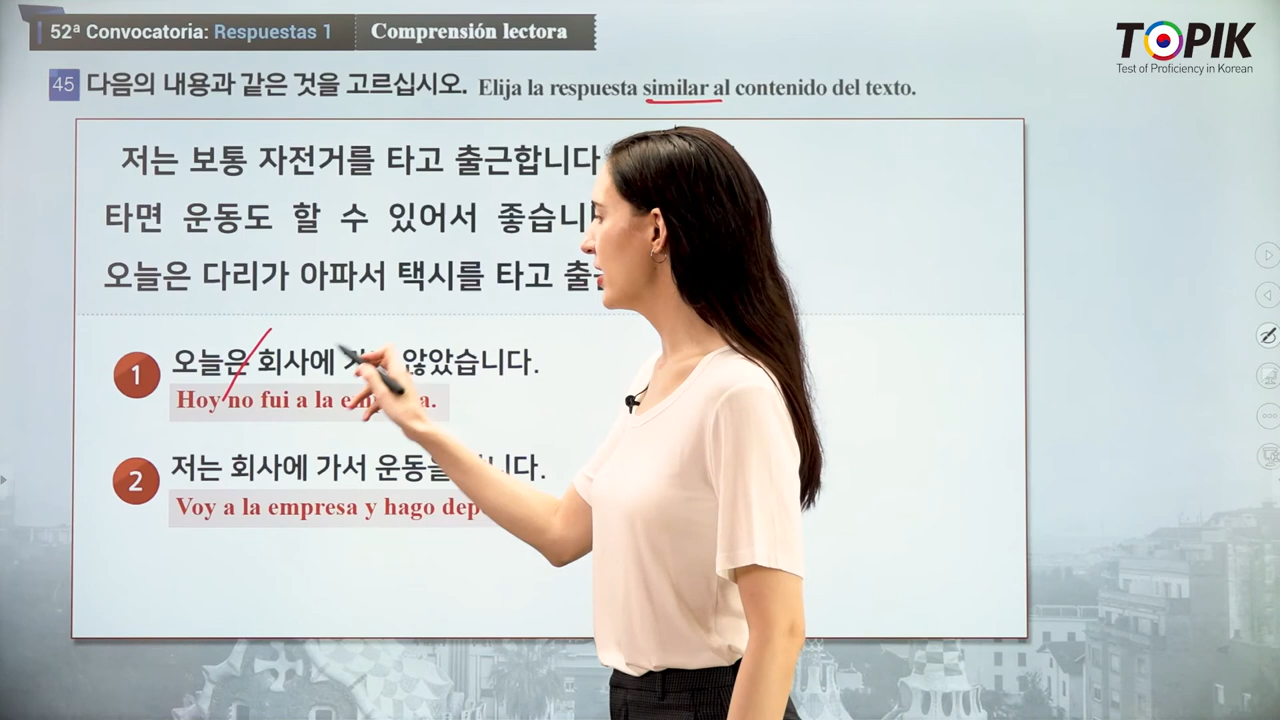 52ª Convocatoria: Respuestas 1
Comprensión lectora
TOPIK
Test of Proficiency in Korean
45 다음의 내용과 같은 것을 고르십시오. Elija la respuesta similar al contenido del texto.
저는 보통 자전거를 타고 출근합니다
타면 운동도 할 수 있어서
오늘은 다리가 아파서 택시를 타고
1 오늘은 회사에 않았습니다.
Hoy no fui a la
2 저는 회사에 가서 운동을
Voy a la empresa y hago